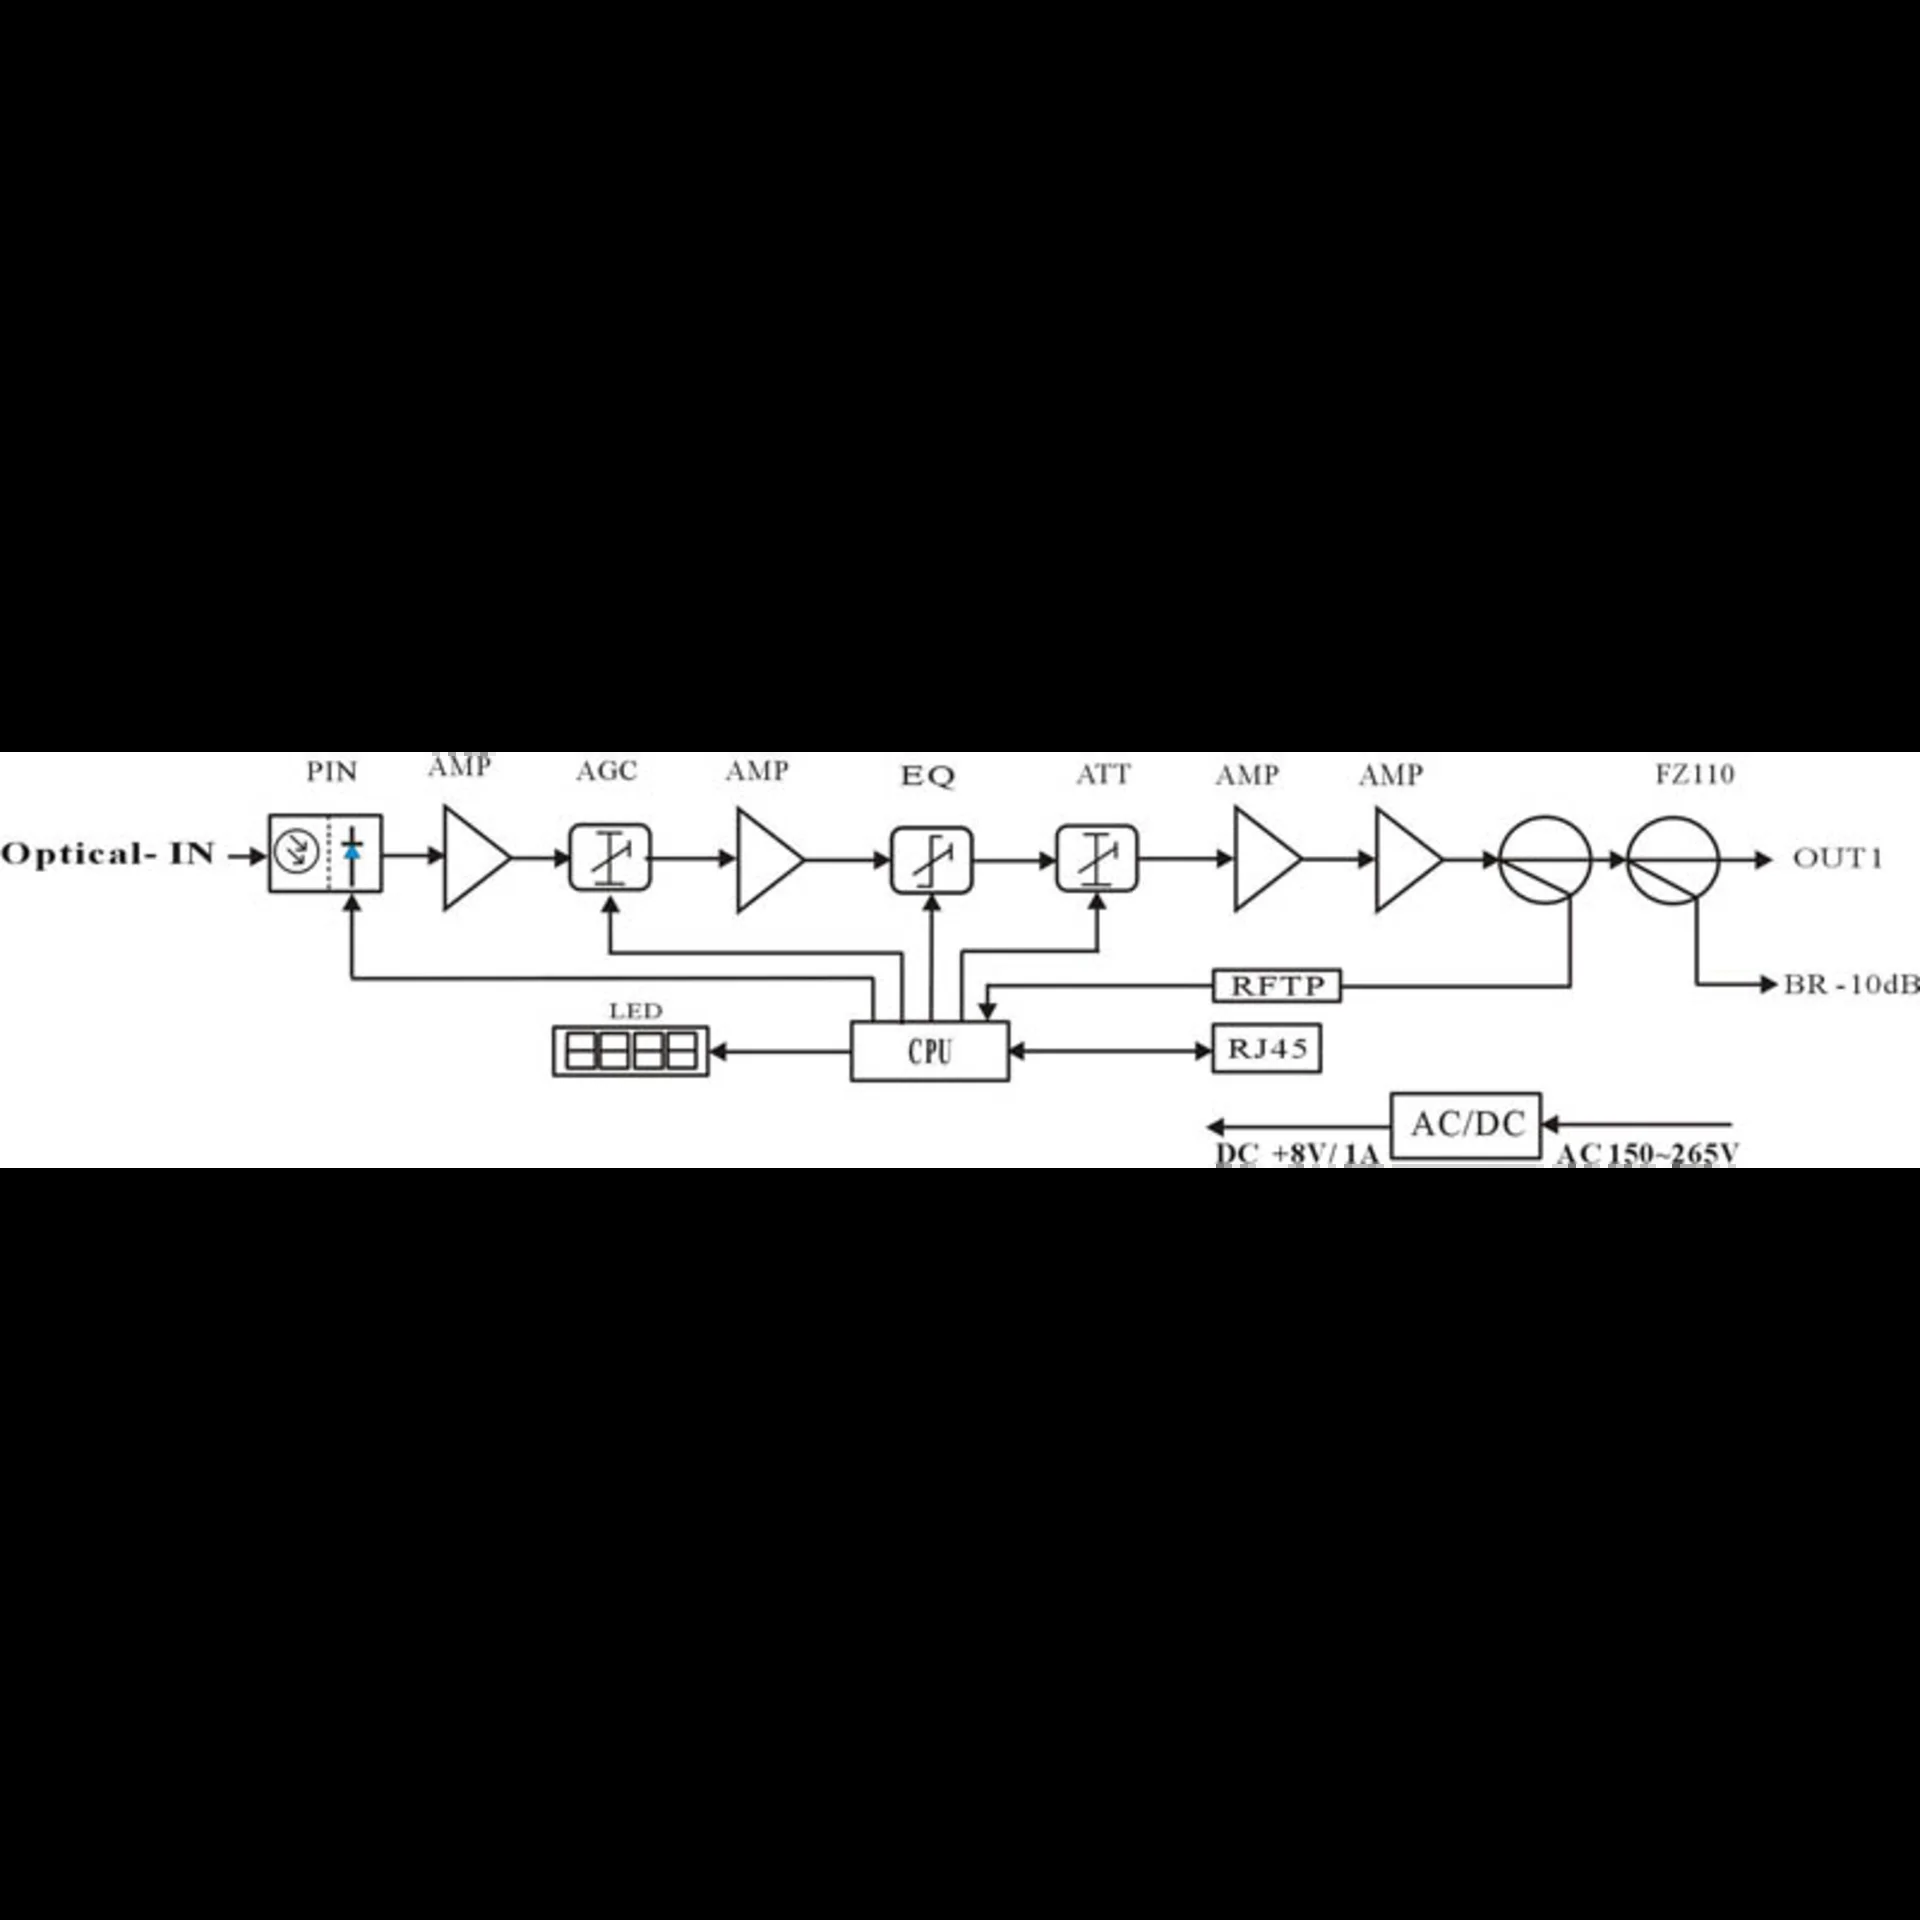 PIN AMP AGC AMP EQ ATT AMP AMP FZ110
Optical- IN
OUT1
RFTP
BR -10dB
LED
CPU
RJ45
AC/DC
DC +8V/ 1A
AC 150~265V